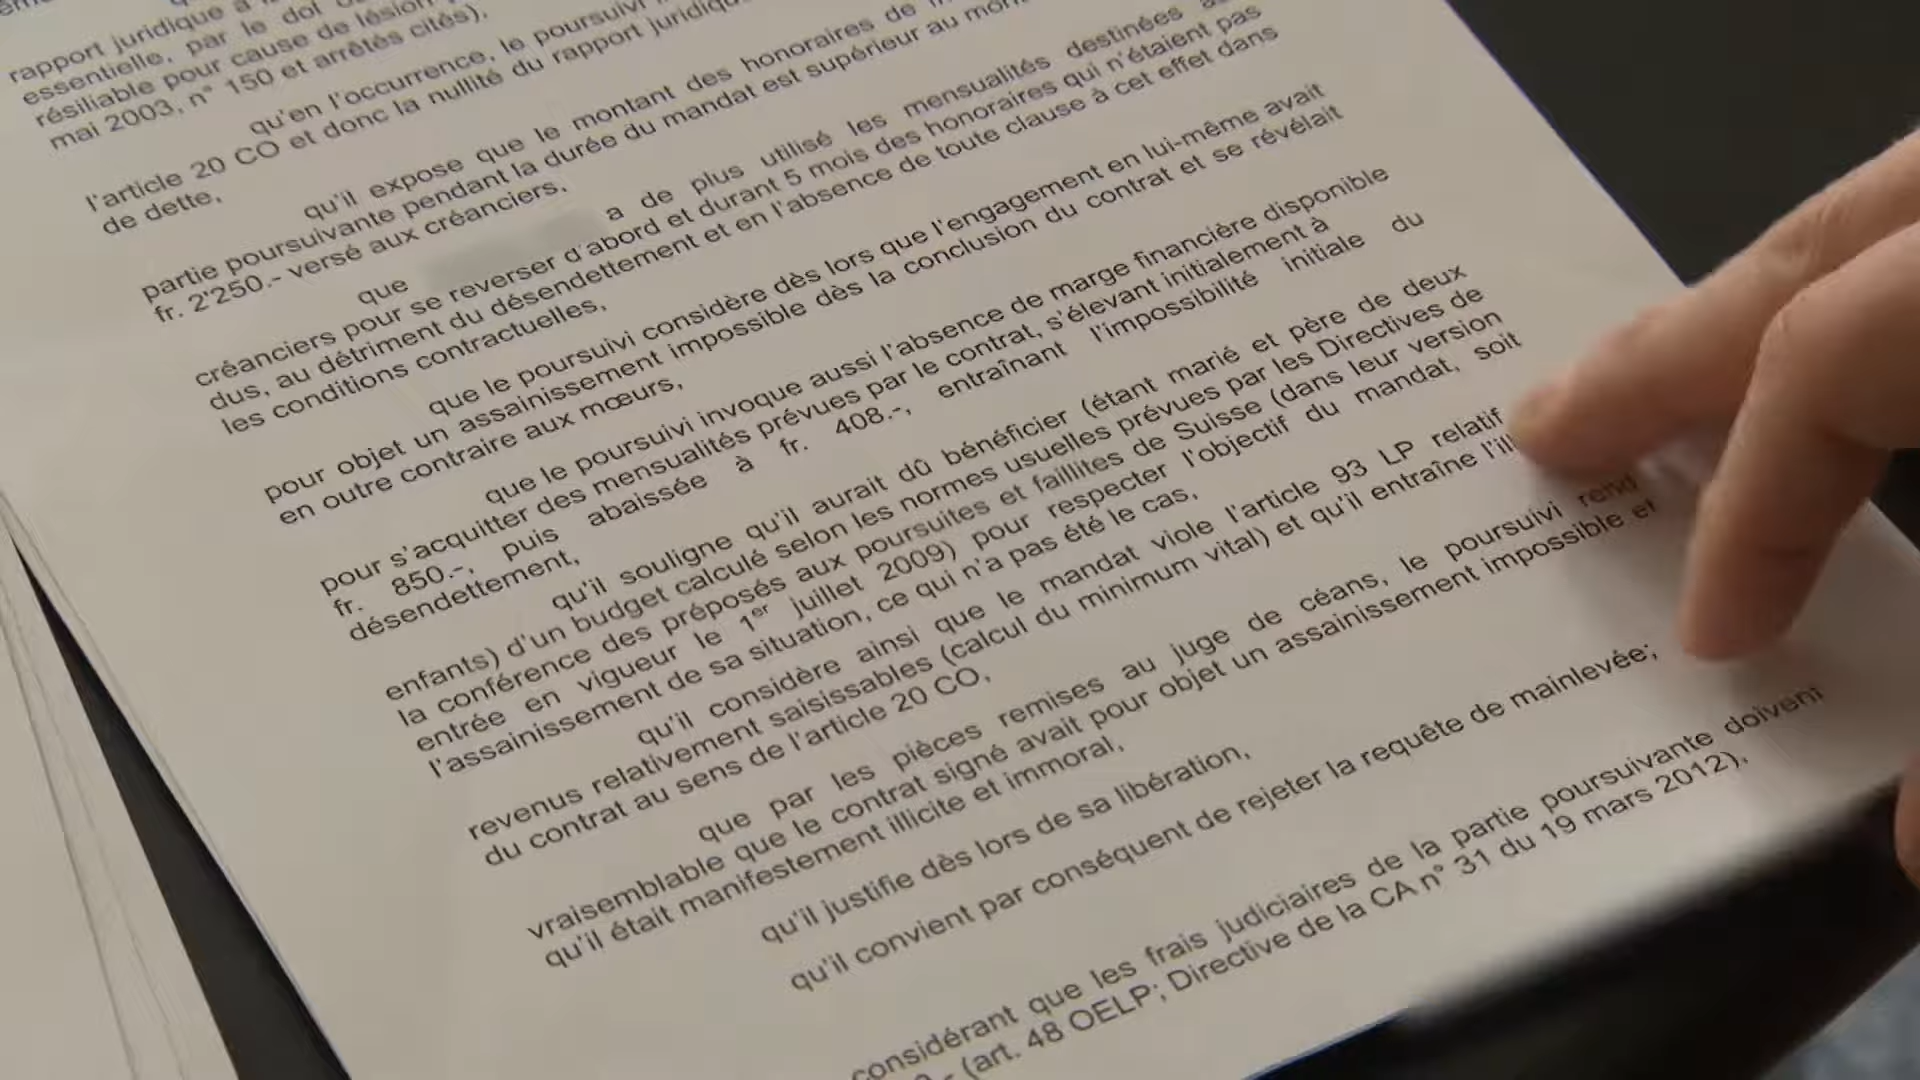 rapport juridique
essentielle, par le dol
résiliable pour cause de lésion
mai 2003, n° 150 et arrêtés cités),
qu'en l'occurrence, le poursuivi
l'article 20 CO et donc la nullité du rapport juridique
de dette,
qu'il expose que le montant des honoraires de
partie poursuivante pendant la durée du mandat est supérieur au
fr. 2'250.- versé aux créanciers,
que a de plus utilisé les mensualités destinées
créanciers pour se reverser d'abord et durant 5 mois des honoraires qui n'étaient pas
dus, au détriment du désendettement et en l'absence de toute clause à cet effet dans
les conditions contractuelles,
que le poursuivi considère dès lors que l'engagement en lui-même avait
pour objet un assainissement impossible dès la conclusion du contrat et se révélait
en outre contraire aux mœurs,
que le poursuivi invoque aussi l'absence de marge financière disponible
pour s'acquitter des mensualités prévues par le contrat, s'élevant initialement à
fr. 850.-, puis abaissée à fr. 408.-, entraînant l'impossibilité initiale du
désendettement,
qu'il souligne qu'il aurait dû bénéficier (étant marié et père de deux
enfants) d'un budget calculé selon les normes usuelles prévues par les Directives de
la conférence des préposés aux poursuites et faillites de Suisse (dans leur version
entrée en vigueur le 1er juillet 2009) pour respecter l'objectif du mandat, soit
l'assainissement de sa situation, ce qui n'a pas été le cas,
qu'il considère ainsi que le mandat viole l'article 93 LP relatif
revenus relativement saisissables (calcul du minimum vital) et qu'il entraîne
du contrat au sens de l'article 20 CO,
que par les pièces remises au juge de céans, le poursuivi rend
vraisemblable que le contrat signé avait pour objet un assainissement impossible et
qu'il était manifestement illicite et immoral,
qu'il justifie dès lors de sa libération,
qu'il convient par conséquent de rejeter la requête de mainlevée;
considérant que les frais judiciaires de la partie poursuivante doivent
(art. 48 OELP; Directive de la CA n° 31 du 19 mars 2012),